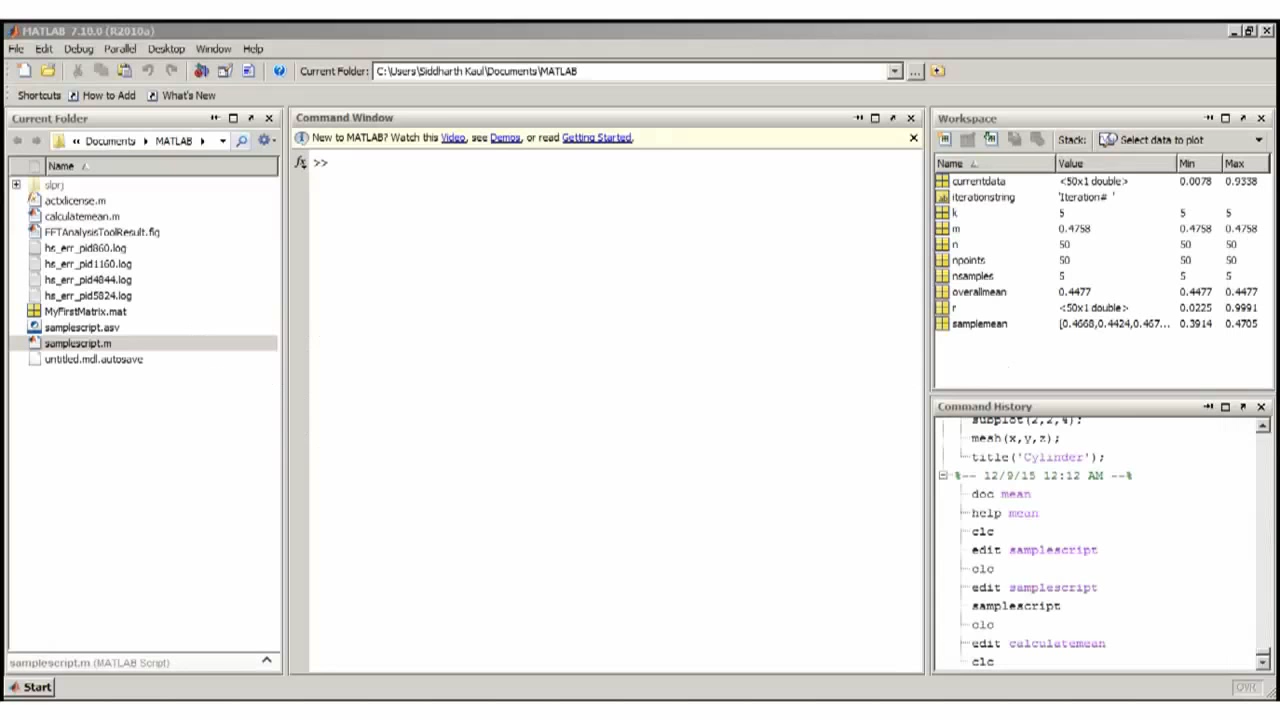 MATLAB 7.10.0 (R2010a)
File Edit Debug Parallel Desktop Window Help
Current Folder: C:\Users\Siddharth Kaul\Documents\MATLAB
Shortcuts How to Add What's New
Current Folder
« Documents MATLAB
Name
slprj
actxlicense.m
calculatemean.m
FFTAnalysisToolResult.fig
hs_err_pid860.log
hs_err_pid1160.log
hs_err_pid4844.log
hs_err_pid5824.log
MyFirstMatrix.mat
samplescript.asv
samplescript.m
untitled.mdl.autosave
samplescript.m (MATLAB Script)
Start
Command Window
New to MATLAB? Watch this Video, see Demos, or read Getting Started.
fx >>
Workspace
Stack: Select data to plot
Name Value Min Max
currentdata <50x1 double> 0.0078 0.9338
iterationstring 'Iteration# '
k 5 5 5
m 0.4758 0.4758 0.4758
n 50 50 50
npoints 50 50 50
nsamples 5 5 5
overallmean 0.4477 0.4477 0.4477
r <50x1 double> 0.0225 0.9991
samplemean [0.4668,0.4424,0.467... 0.3914 0.4705
Command History
subplot(2,2,4);
mesh(x,y,z);
title('Cylinder');
%-- 12/9/15 12:12 AM --%
doc mean
help mean
clc
edit samplescript
clc
edit samplescript
samplescript
clc
edit calculatemean
clc
OVR